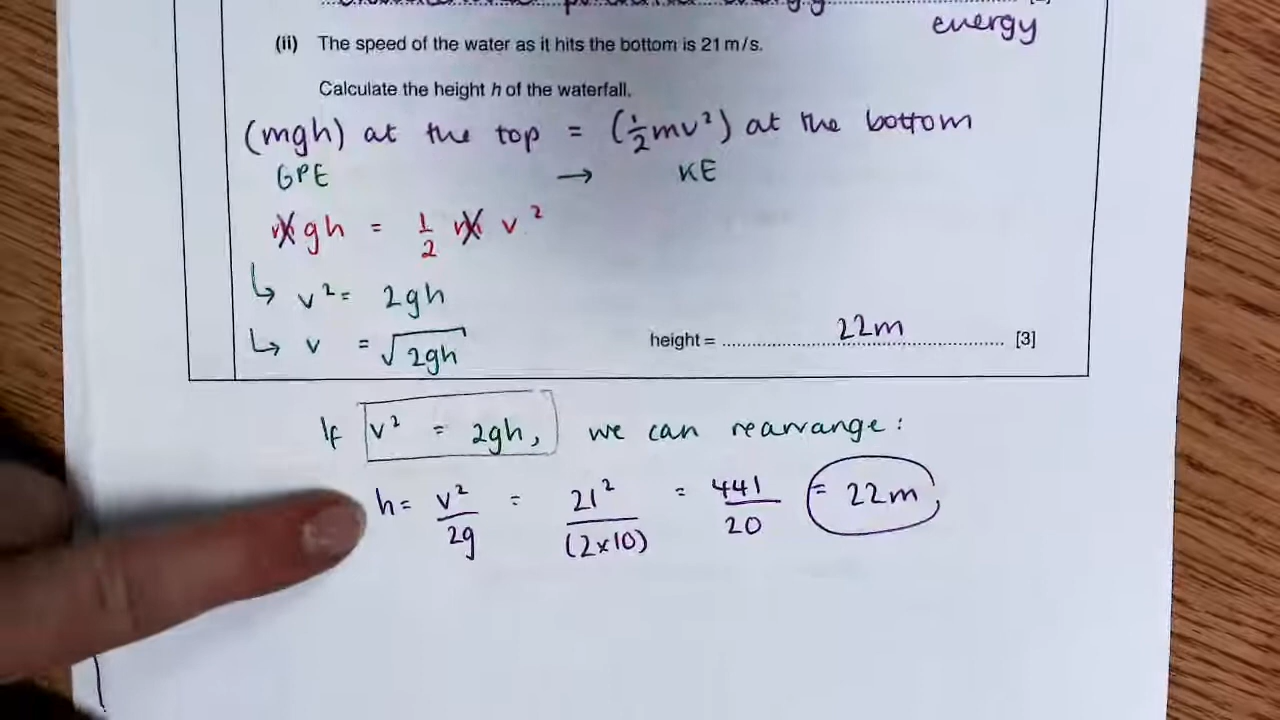 energy
(ii) The speed of the water as it hits the bottom is 21 m/s.
Calculate the height h of the waterfall.
(mgh) at the top = (½mv²) at the bottom
GPE → KE
mgh = 1/2 m v²
↳ v² = 2gh
↳ v = √2gh
height = ........ 22m ........ [3]
If v² = 2gh, we can rearrange:
h = v²/2g = 21²/(2×10) = 441/20 = 22m